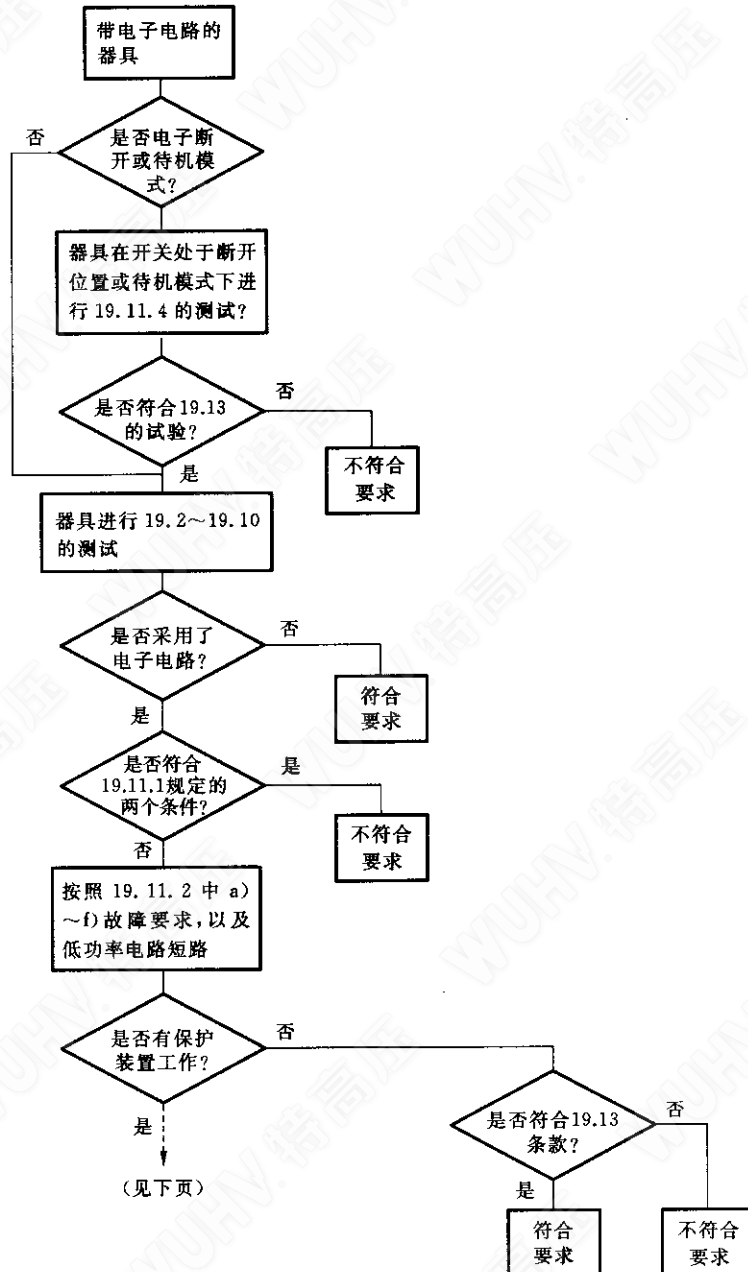 带电子电路的
器具
否
是否电子断
开或待机模
式?
器具在开关处于断开
位置或待机模式下进
行 19.11.4 的测试?
是否符合19.13
的试验?
否
不符合
要求
是
器具进行 19.2～19.10
的测试
是否采用了
电子电路?
否
符合
要求
是
是否符合
19.11.1规定的
两个条件?
是
不符合
要求
否
按照 19.11.2 中 a)
～f)故障要求,以及
低功率电路短路
是否有保护
装置工作?
否
是
(见下页)
是否符合19.13
条款?
否
是
符合
要求
不符合
要求
WUHV.特高压